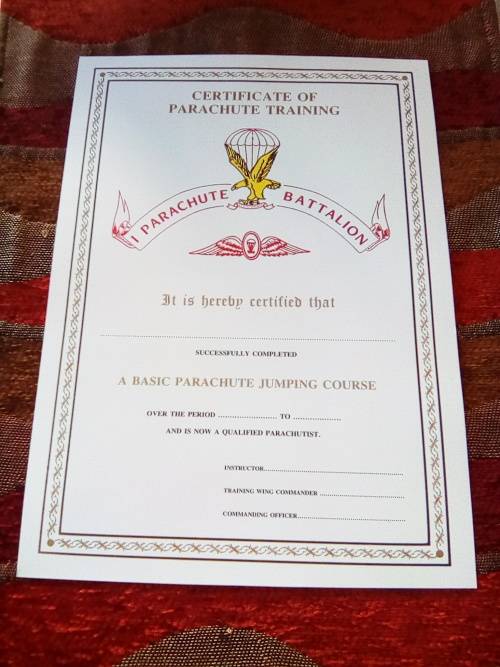 CERTIFICATE OF
PARACHUTE TRAINING
1 PARACHUTE BATTALION
It is hereby certified that
................................................................
SUCCESSFULLY COMPLETED
A BASIC PARACHUTE JUMPING COURSE
OVER THE PERIOD ........................ TO ...................
AND IS NOW A QUALIFIED PARACHUTIST.
INSTRUCTOR................................................
TRAINING WING COMMANDER ................................
COMMANDING OFFICER......................................